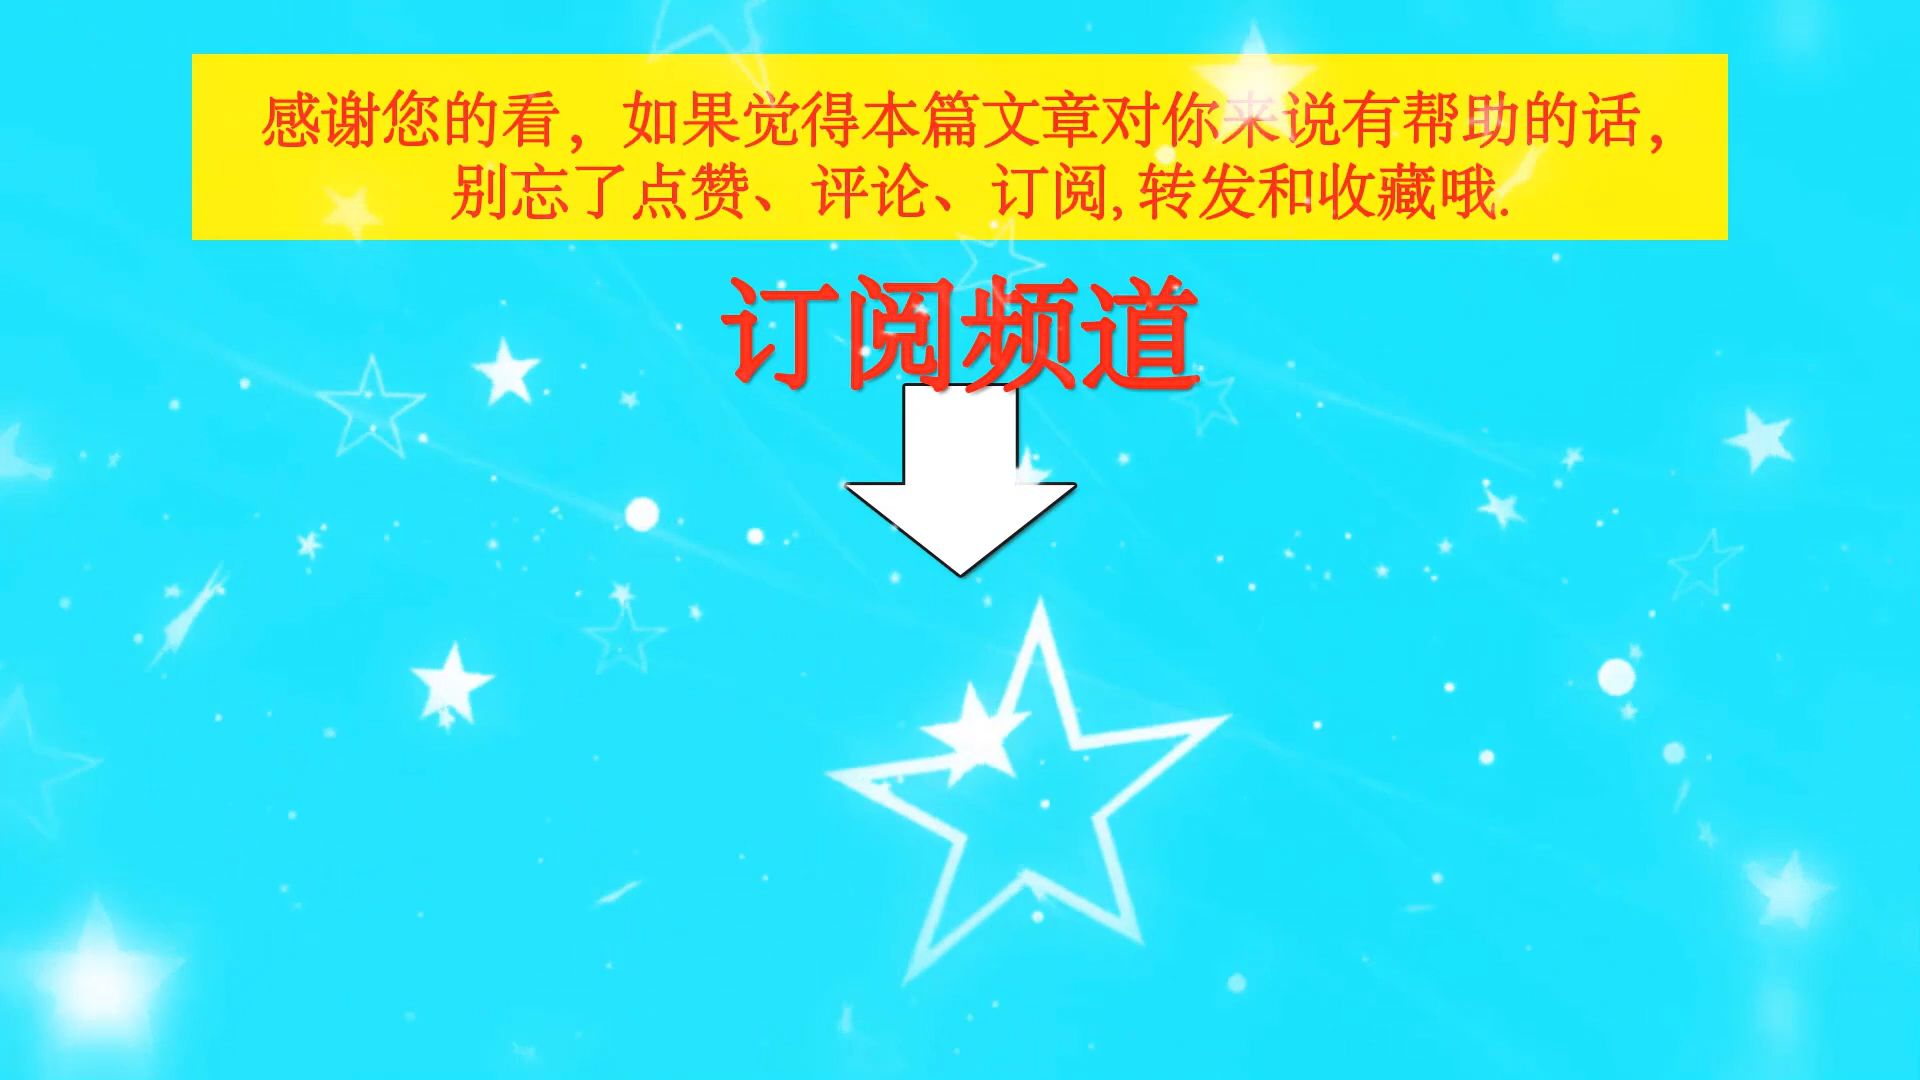 感谢您的看，如果觉得本篇文章对你来说有帮助的话，
别忘了点赞、评论、订阅,转发和收藏哦.
订阅频道